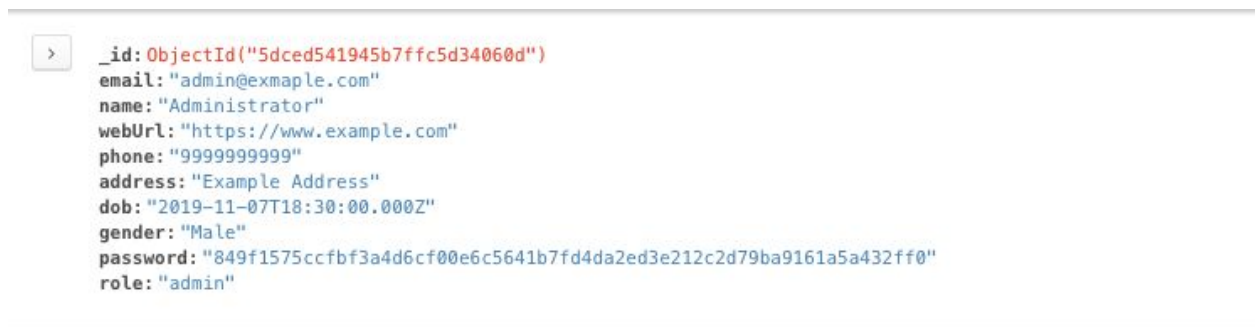 _id: ObjectId("5dced541945b7ffc5d34060d")
email: "admin@exmaple.com"
name: "Administrator"
webUrl: "https://www.example.com"
phone: "9999999999"
address: "Example Address"
dob: "2019-11-07T18:30:00.000Z"
gender: "Male"
password: "849f1575ccfbf3a4d6cf00e6c5641b7fd4da2ed3e212c2d79ba9161a5a432ff0"
role: "admin"